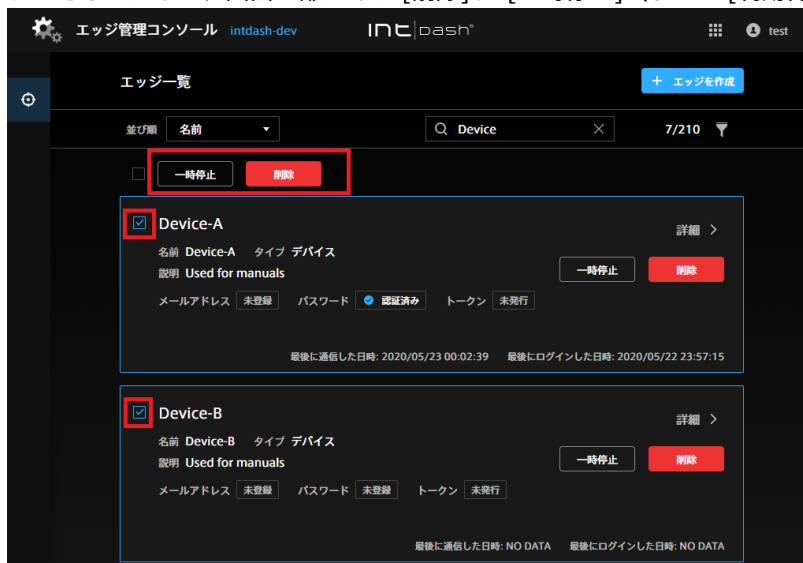 エッジ管理コンソール intdash-dev int|dash test
エッジ一覧 + エッジを作成
並び順 名前 Device 7/210
一時停止 削除
Device-A 詳細
名前 Device-A タイプ デバイス
説明 Used for manuals 一時停止 削除
メールアドレス 未登録 パスワード 認証済み トークン 未発行
最後に通信した日時: 2020/05/23 00:02:39 最後にログインした日時: 2020/05/22 23:57:15
Device-B 詳細
名前 Device-B タイプ デバイス
説明 Used for manuals 一時停止 削除
メールアドレス 未登録 パスワード 未登録 トークン 未発行
最後に通信した日時: NO DATA 最後にログインした日時: NO DATA